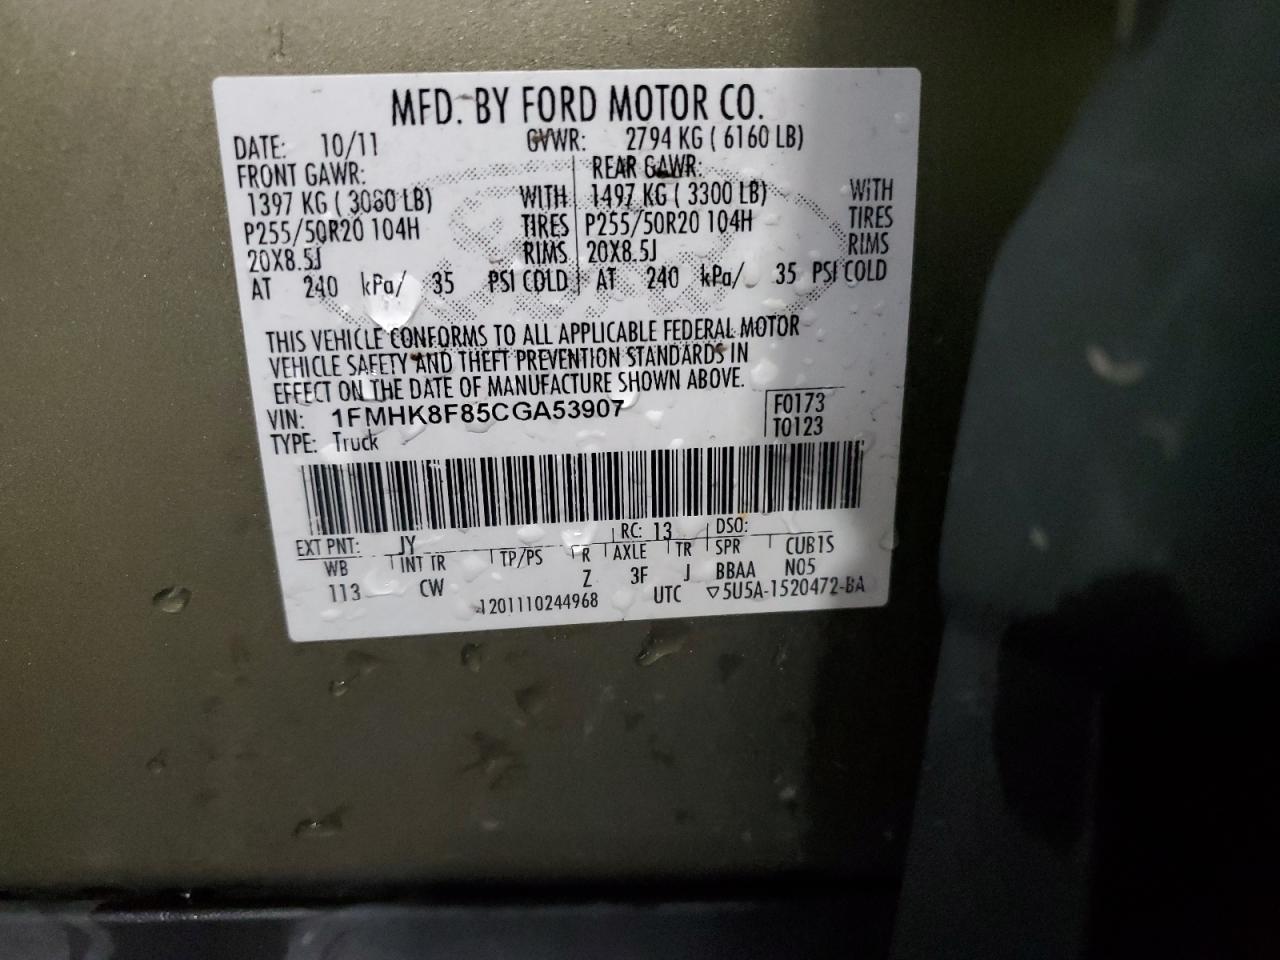 MFD. BY FORD MOTOR CO.
DATE: 10/11 GVWR: 2794 KG ( 6160 LB)
FRONT GAWR: REAR GAWR:
1397 KG ( 3080 LB) WITH 1497 KG ( 3300 LB) WITH
P255/50R20 104H TIRES P255/50R20 104H TIRES
20X8.5J RIMS 20X8.5J RIMS
AT 240 kPa/ 35 PSI COLD AT 240 kPa/ 35 PSI COLD
THIS VEHICLE CONFORMS TO ALL APPLICABLE FEDERAL MOTOR
VEHICLE SAFETY AND THEFT PREVENTION STANDARDS IN
EFFECT ON THE DATE OF MANUFACTURE SHOWN ABOVE.
VIN: 1FMHK8F85CGA53907 F0173
TYPE: Truck T0123
EXT PNT: JY RC: 13 DSO:
WB INT TR TP/PS R AXLE TR SPR CUB1S
113 CW Z 3F J BBAA N05
1201110244968 UTC ▽5U5A-1520472-BA